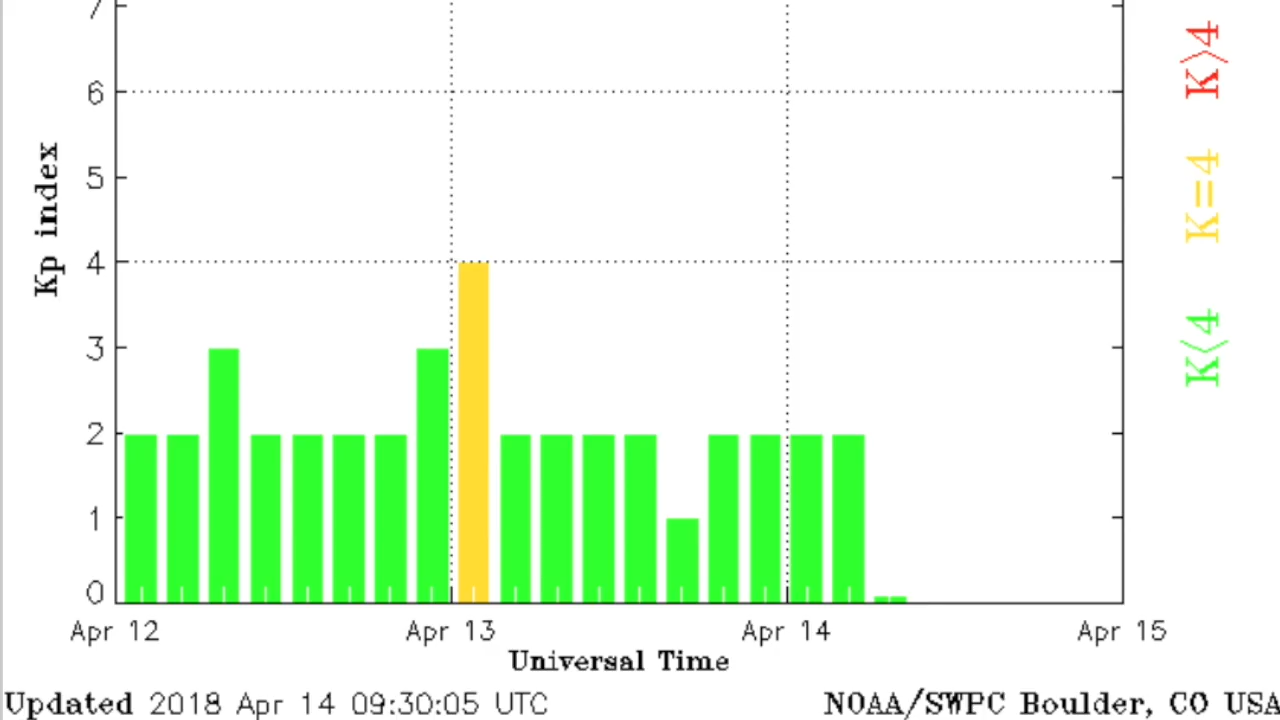 7
6
5
4
3
2
1
0
Kp index
Apr 12 Apr 13 Apr 14 Apr 15
Universal Time
Updated 2018 Apr 14 09:30:05 UTC
NOAA/SWPC Boulder, CO USA
K<4 K=4 K>4